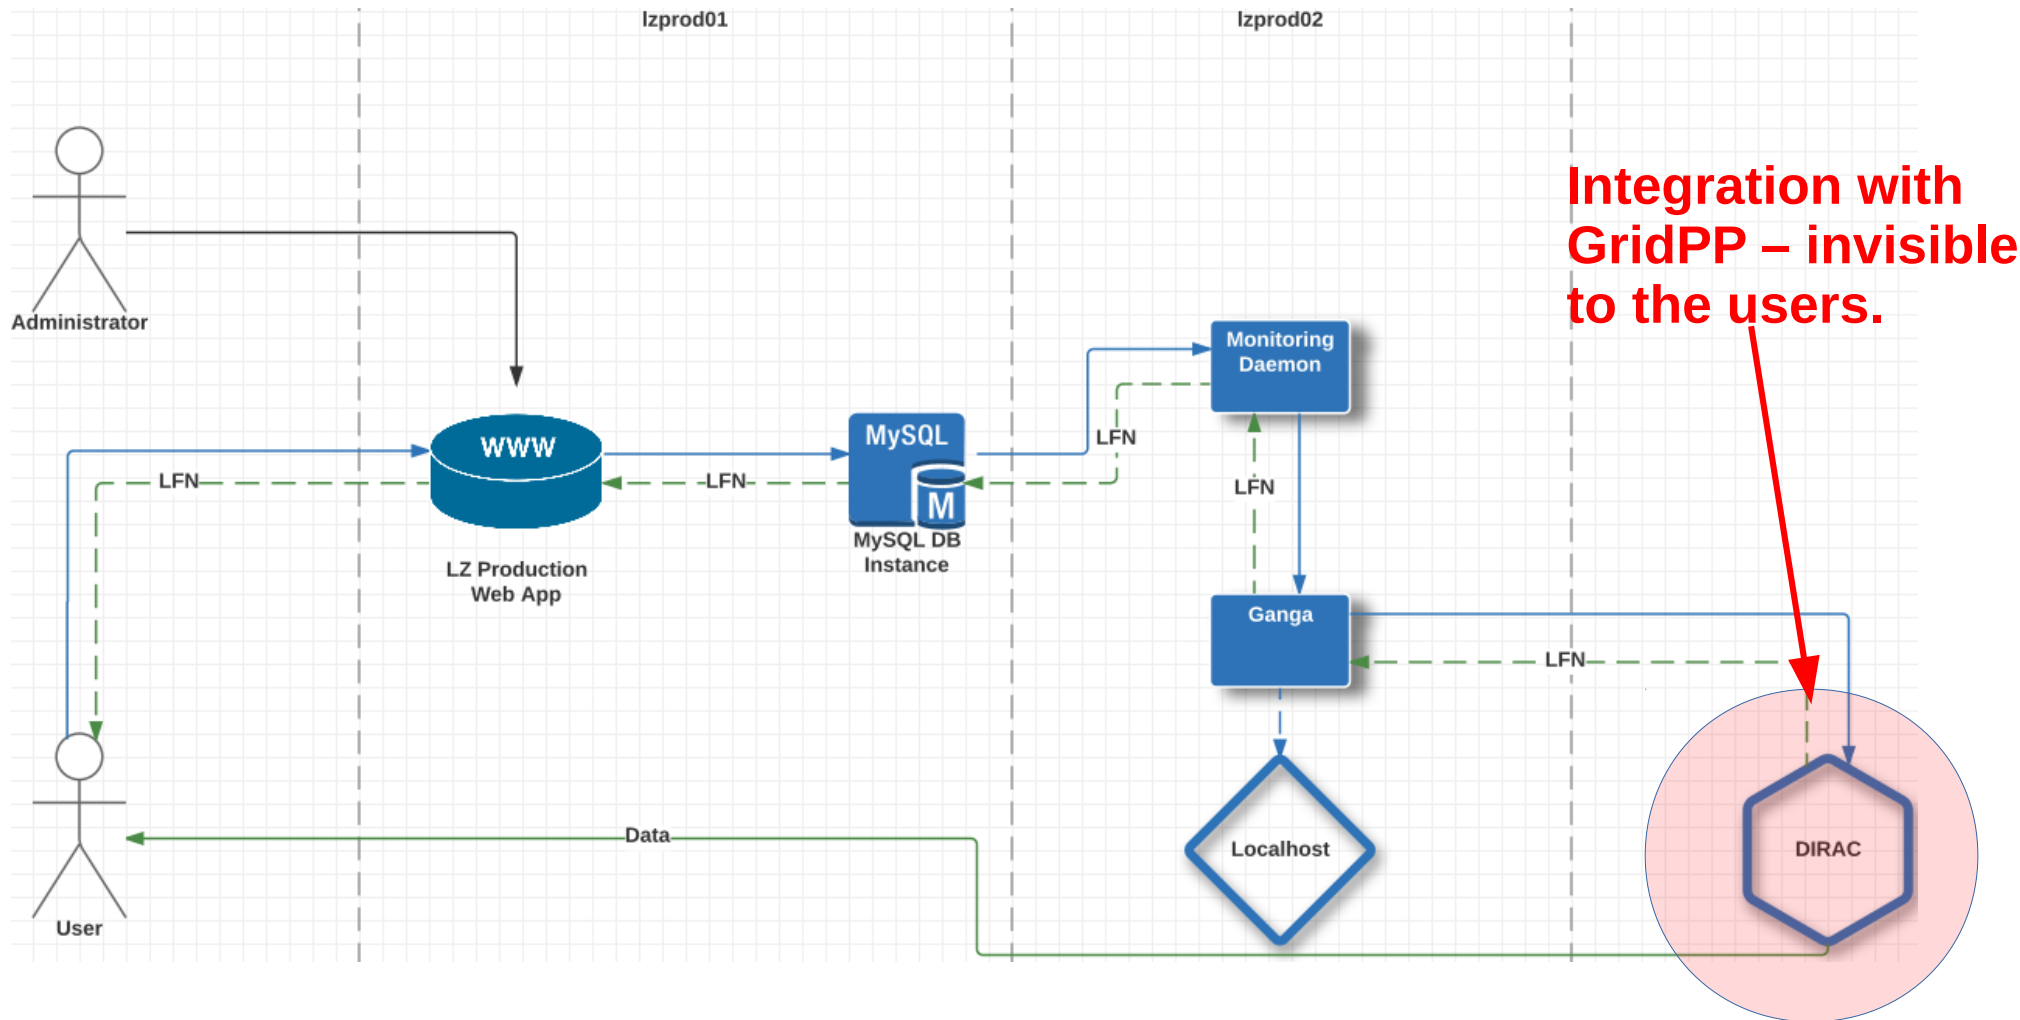 lzprod01
lzprod02
Integration with
GridPP – invisible
to the users.
Administrator
Monitoring
Daemon
WWW
MySQL
M
LFN
LFN
LFN
LFN
MySQL DB
Instance
LZ Production
Web App
Ganga
LFN
Data
Localhost
DIRAC
User